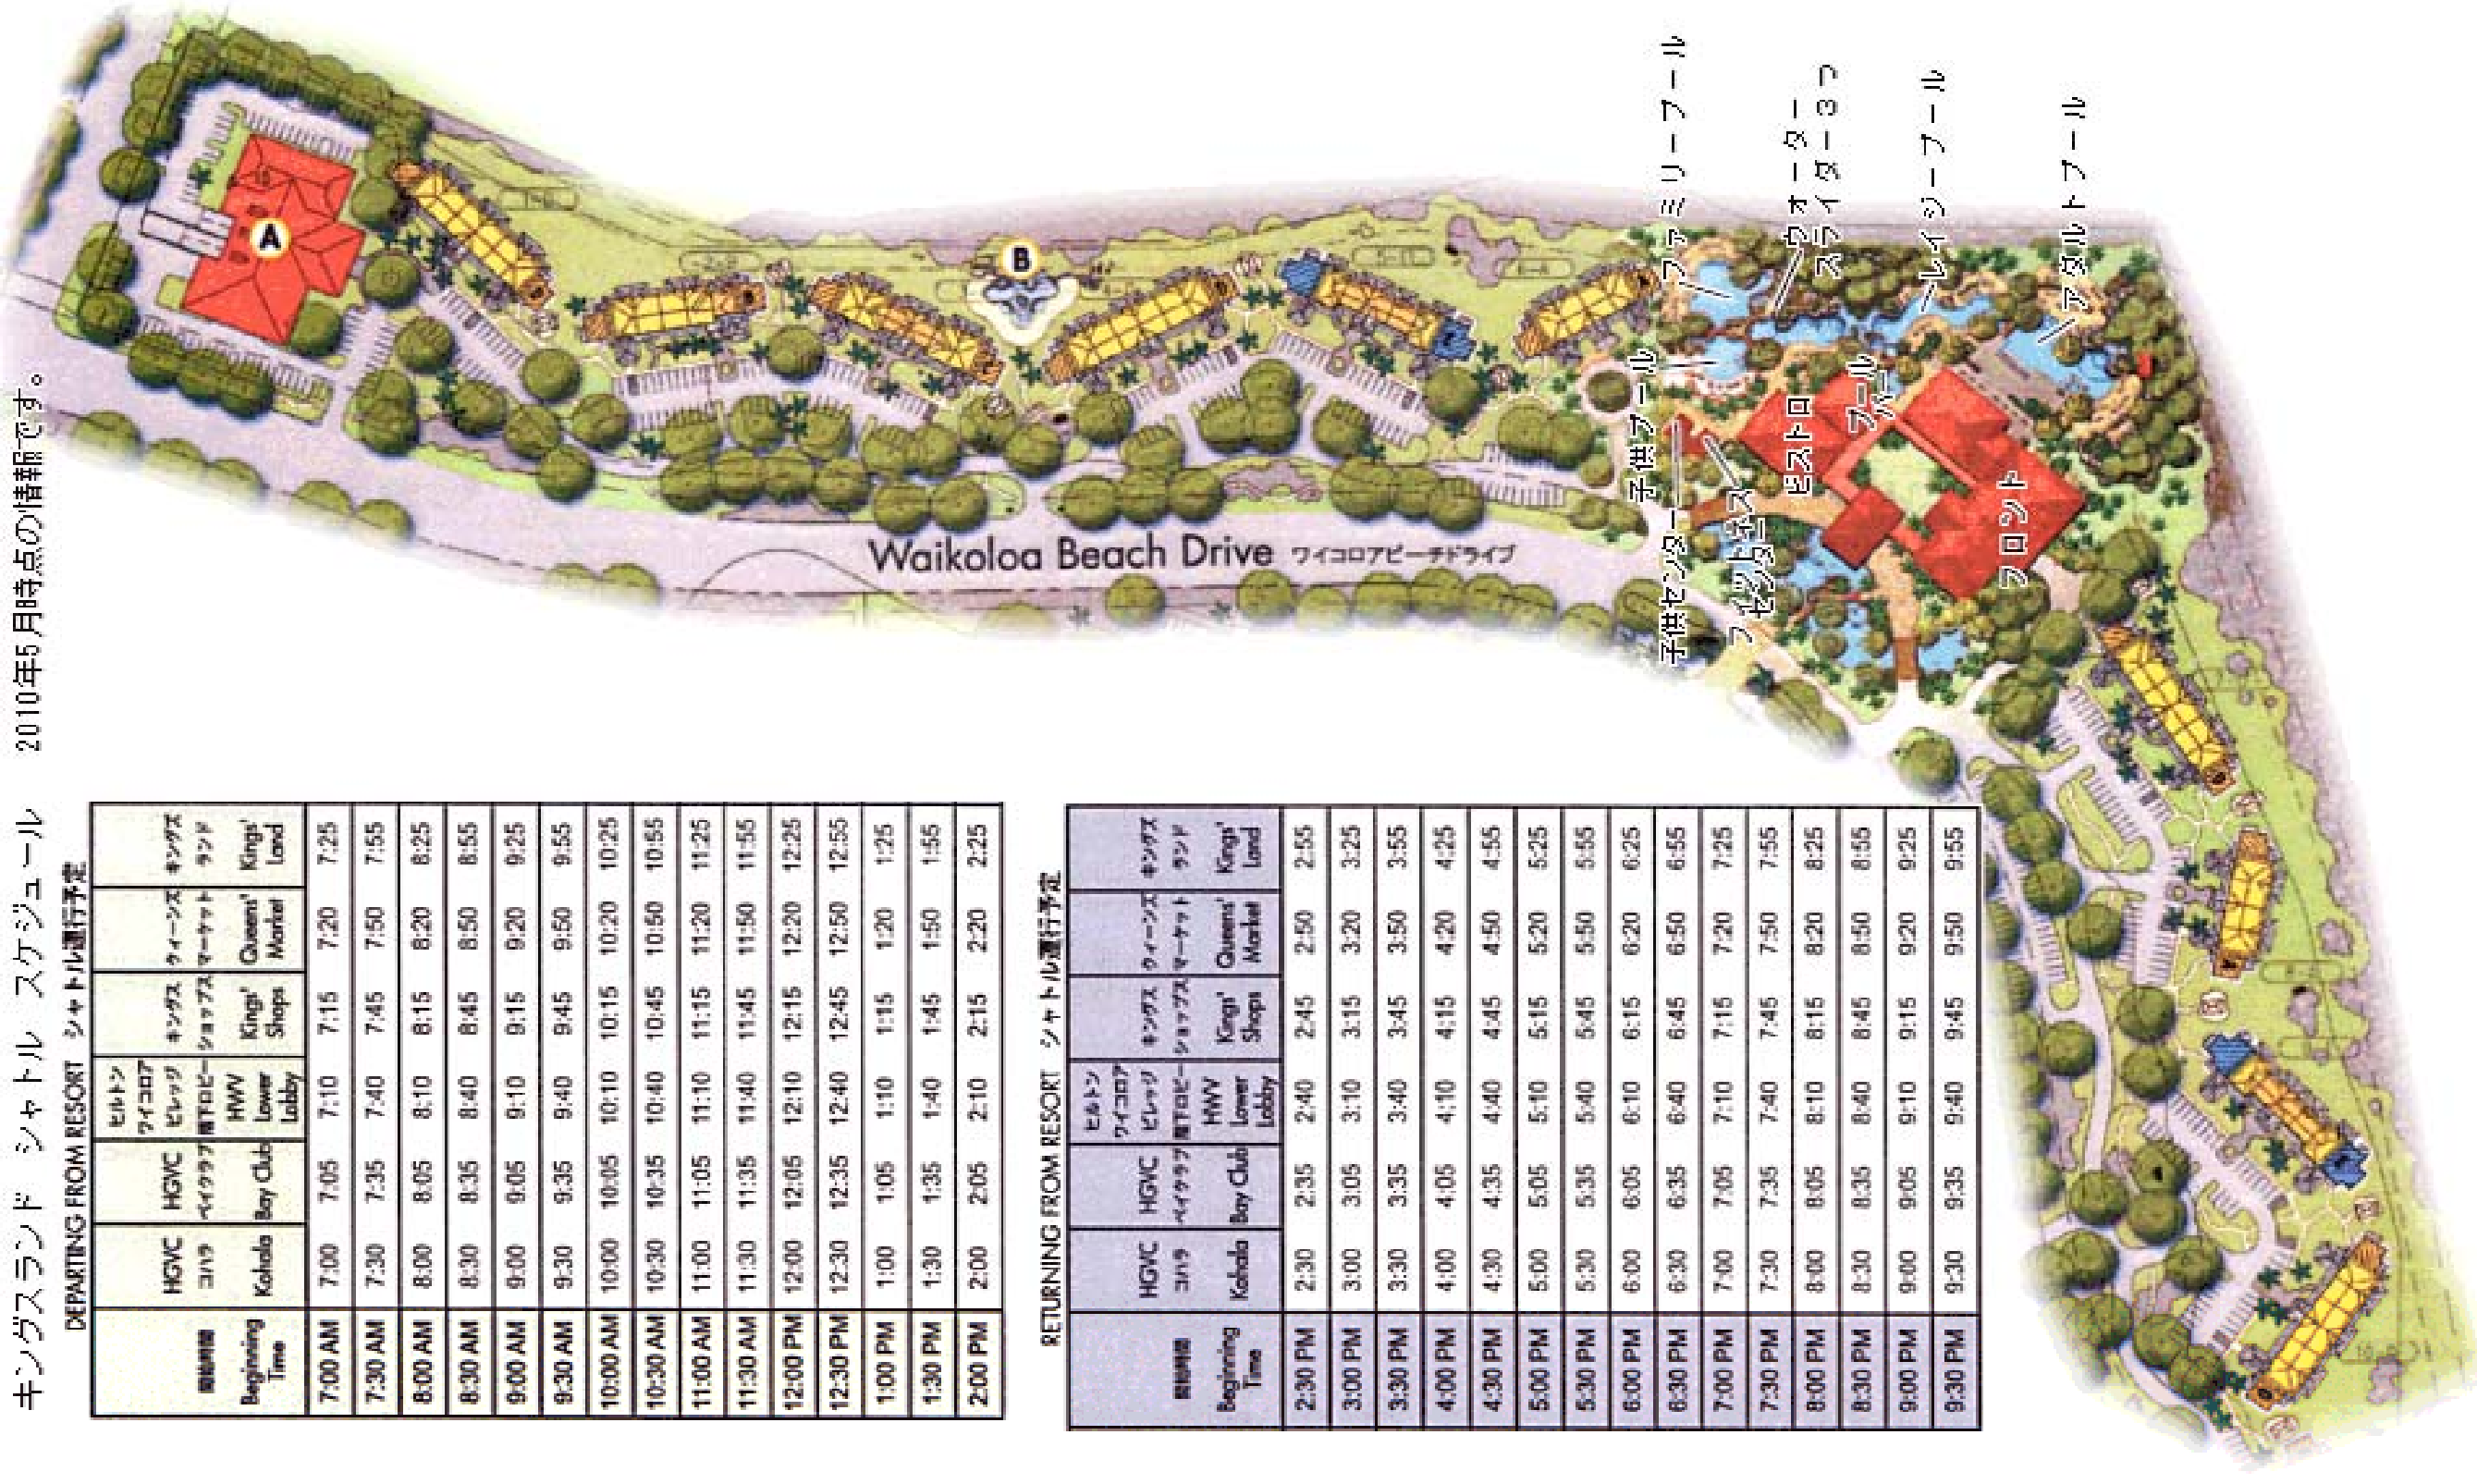 キングスランド シャトル スケジュール 2010年5月時点の情報です。
DEPARTING FROM RESORT シャトル運行予定
開始時間 Beginning Time | HGVC コハラ Kohala | HGVC ベイクラブ Bay Club | ヒルトン ワイコロア ビレッジ 階下ロビー HWV Lower Lobby | キングス ショップス Kings' Shops | クィーンズ マーケット Queens' Market | キングズ ランド Kings' Land
7:00 AM 7:00 7:05 7:10 7:15 7:20 7:25
7:30 AM 7:30 7:35 7:40 7:45 7:50 7:55
8:00 AM 8:00 8:05 8:10 8:15 8:20 8:25
8:30 AM 8:30 8:35 8:40 8:45 8:50 8:55
9:00 AM 9:00 9:05 9:10 9:15 9:20 9:25
9:30 AM 9:30 9:35 9:40 9:45 9:50 9:55
10:00 AM 10:00 10:05 10:10 10:15 10:20 10:25
10:30 AM 10:30 10:35 10:40 10:45 10:50 10:55
11:00 AM 11:00 11:05 11:10 11:15 11:20 11:25
11:30 AM 11:30 11:35 11:40 11:45 11:50 11:55
12:00 PM 12:00 12:05 12:10 12:15 12:20 12:25
12:30 PM 12:30 12:35 12:40 12:45 12:50 12:55
1:00 PM 1:00 1:05 1:10 1:15 1:20 1:25
1:30 PM 1:30 1:35 1:40 1:45 1:50 1:55
2:00 PM 2:00 2:05 2:10 2:15 2:20 2:25
RETURNING FROM RESORT シャトル運行予定
開始時間 Beginning Time | HGVC コハラ Kohala | HGVC ベイクラブ Bay Club | ヒルトン ワイコロア ビレッジ 階下ロビー HWV Lower Lobby | キングス ショップス Kings' Shops | クィーンズ マーケット Queens' Market | キングズ ランド Kings' Land
2:30 PM 2:30 2:35 2:40 2:45 2:50 2:55
3:00 PM 3:00 3:05 3:10 3:15 3:20 3:25
3:30 PM 3:30 3:35 3:40 3:45 3:50 3:55
4:00 PM 4:00 4:05 4:10 4:15 4:20 4:25
4:30 PM 4:30 4:35 4:40 4:45 4:50 4:55
5:00 PM 5:00 5:05 5:10 5:15 5:20 5:25
5:30 PM 5:30 5:35 5:40 5:45 5:50 5:55
6:00 PM 6:00 6:05 6:10 6:15 6:20 6:25
6:30 PM 6:30 6:35 6:40 6:45 6:50 6:55
7:00 PM 7:00 7:05 7:10 7:15 7:20 7:25
7:30 PM 7:30 7:35 7:40 7:45 7:50 7:55
8:00 PM 8:00 8:05 8:10 8:15 8:20 8:25
8:30 PM 8:30 8:35 8:40 8:45 8:50 8:55
9:00 PM 9:00 9:05 9:10 9:15 9:20 9:25
9:30 PM 9:30 9:35 9:40 9:45 9:50 9:55
A
B
Waikoloa Beach Drive ワイコロアビーチドライブ
ファミリープール
ウォーター
スライダー3つ
レイジープール
アダルトプール
子供プール
ビストロ
プール
バー
子供センター
フィットネス
センター
フロント